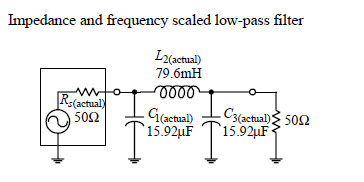 Impedance and frequency scaled low-pass filter
L2(actual)
79.6mH
Rs(actual)
50Ω
C1(actual)
15.92μF
C3(actual)
15.92μF
50Ω